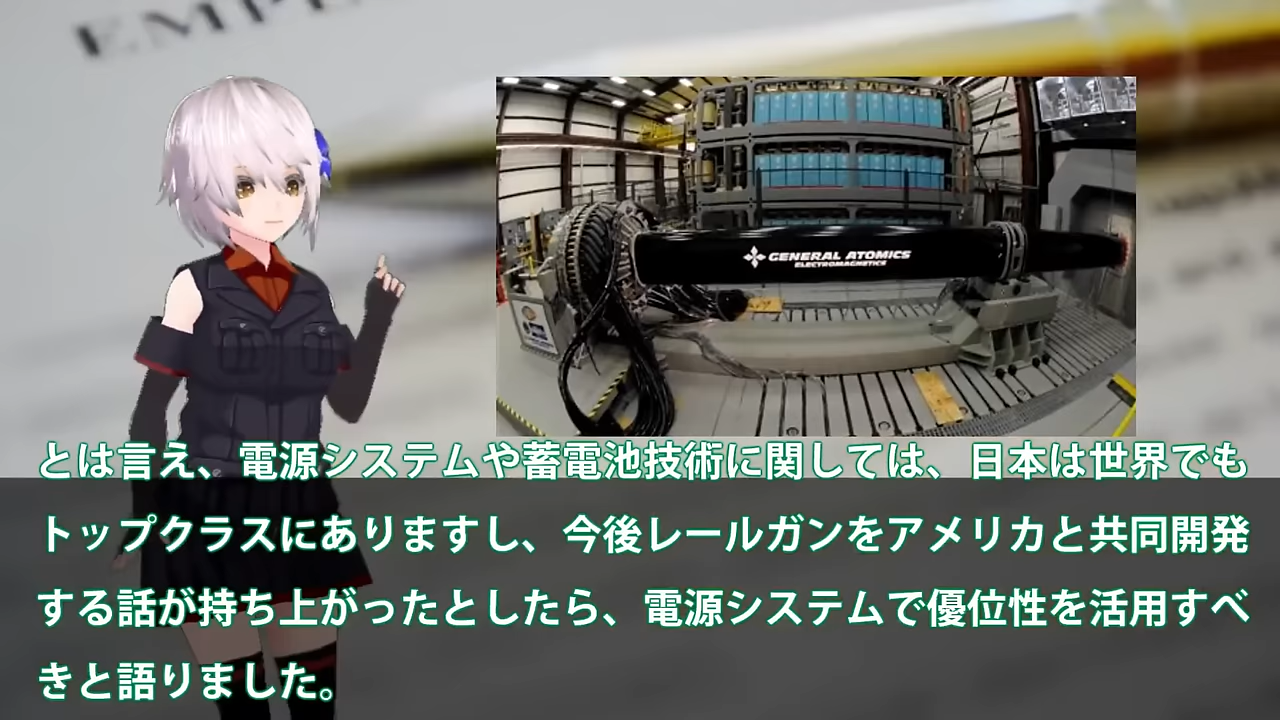 EMPE
GENERAL ATOMICS
ELECTROMAGNETICS
とは言え、電源システムや蓄電池技術に関しては、日本は世界でも
トップクラスにありますし、今後レールガンをアメリカと共同開発
する話が持ち上がったとしたら、電源システムで優位性を活用すべ
きと語りました。